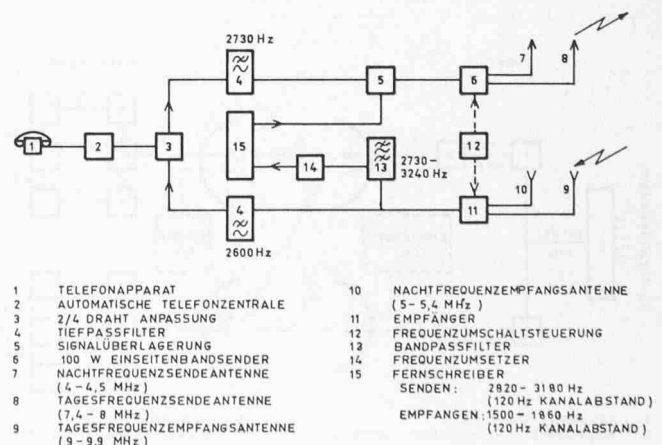 2730 Hz
4
5
6
7
8
1
2
3
15
14
13
2730-
3240 Hz
12
10
9
4
2600Hz
11
1 TELEFONAPPARAT
2 AUTOMATISCHE TELEFONZENTRALE
3 2/4 DRAHT ANPASSUNG
4 TIEFPASSFILTER
5 SIGNALÜBERLAGERUNG
6 100 W EINSEITENBANDSENDER
7 NACHTFREQUENZSENDEANTENNE
(4-4,5 MHz)
8 TAGESFREQUENZSENDEANTENNE
(7,4-8 MHz)
9 TAGESFREQUENZEMPFANGSANTENNE
(9-9,9 MHz)
10 NACHTFREQUENZEMPFANGSANTENNE
(5-5,4 MHz)
11 EMPFÄNGER
12 FREQUENZUMSCHALTSTEUERUNG
13 BANDPASSFILTER
14 FREQUENZUMSETZER
15 FERNSCHREIBER
SENDEN: 2820-3180 Hz
(120 Hz KANALABSTAND)
EMPFANGEN: 1500-1860 Hz
(120 Hz KANALABSTAND)